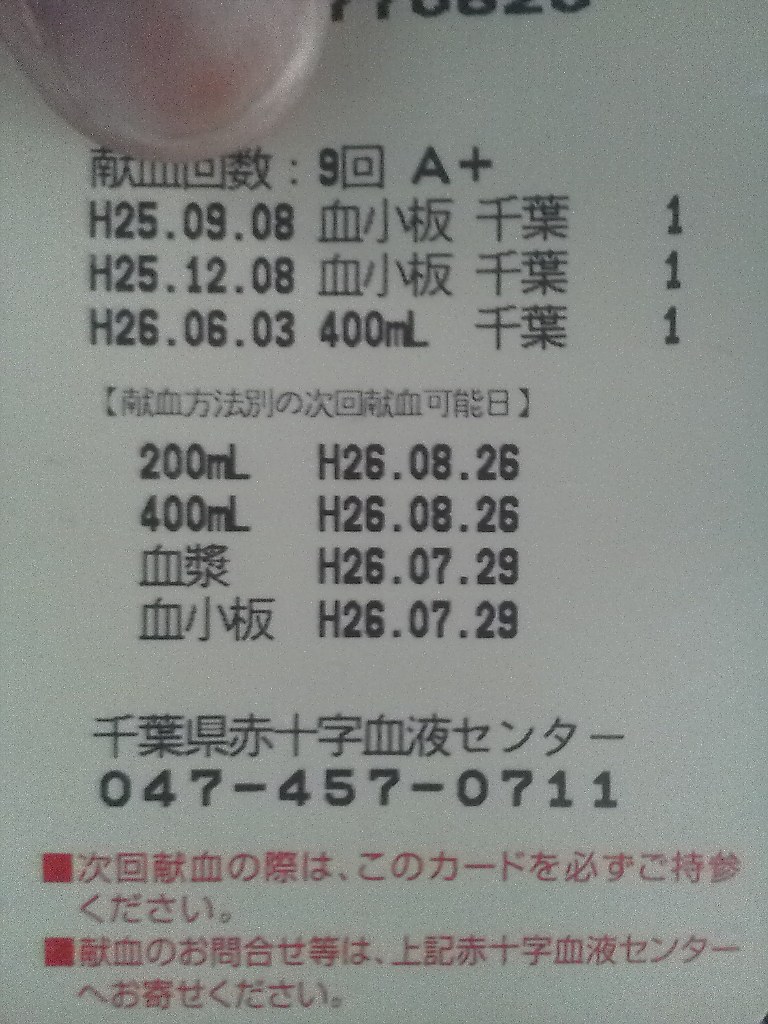 献血回数：9回 A＋
H25.09.08 血小板 千葉 1
H25.12.08 血小板 千葉 1
H26.06.03 400mL 千葉 1
【献血方法別の次回献血可能日】
200mL H26.08.26
400mL H26.08.26
血漿 H26.07.29
血小板 H26.07.29
千葉県赤十字血液センター
047-457-0711
■次回献血の際は、このカードを必ずご持参
ください。
■献血のお問合せ等は、上記赤十字血液センター
へお寄せください。